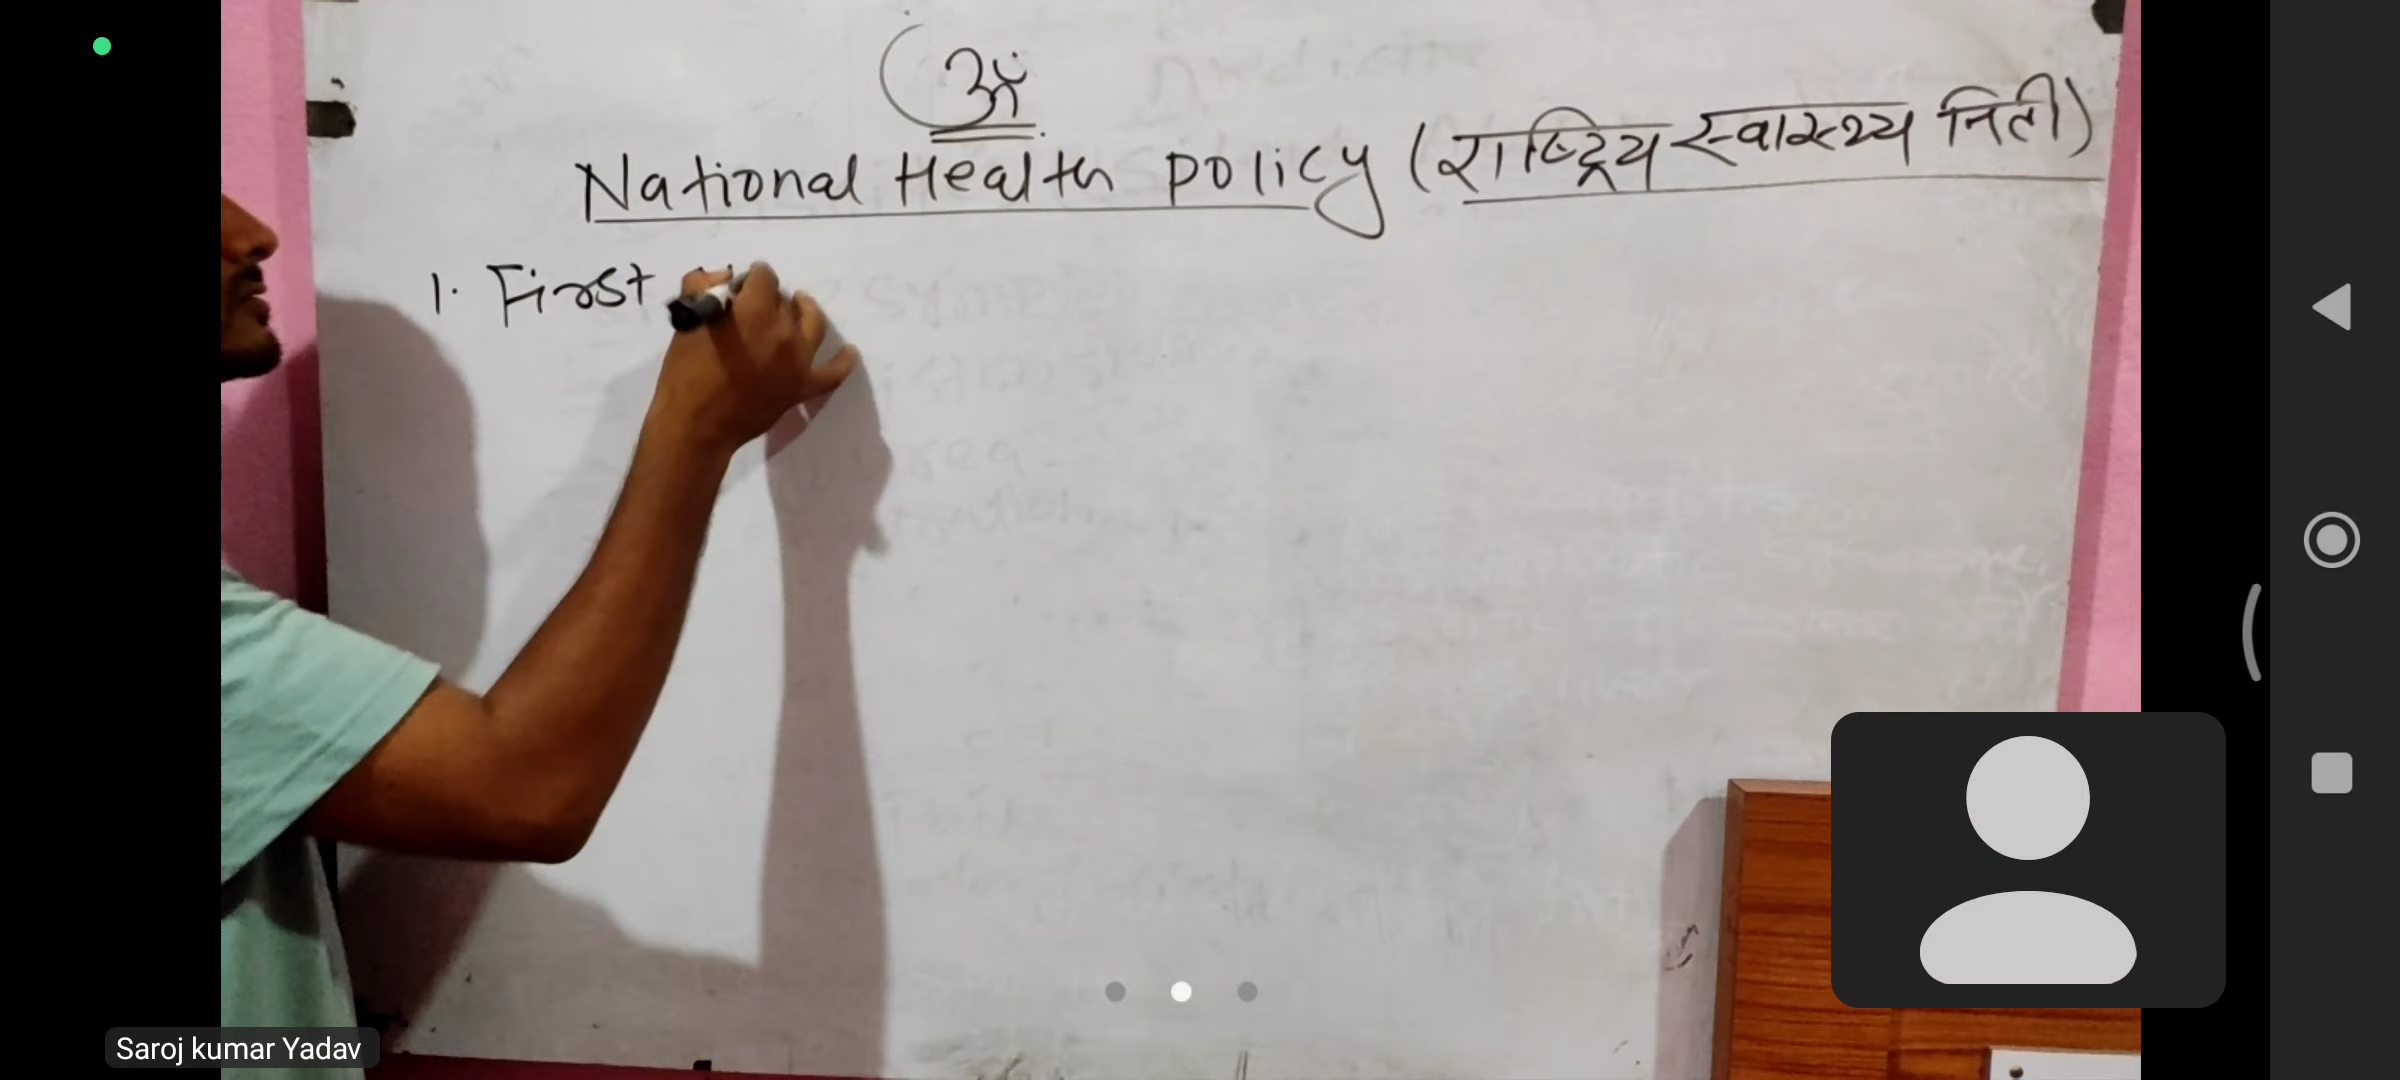 ॐ
National Health policy (राष्ट्रिय स्वास्थ्य निती)
1. First
Saroj kumar Yadav